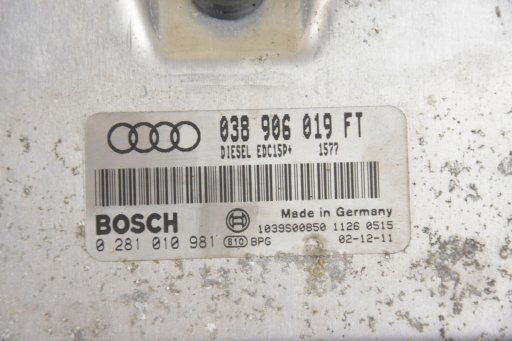 038 906 019 FT
DIESEL EDC15P+ 1577
BOSCH
Made in Germany
1039S00850 1126 0515
0 281 010 981 810 BPG 02-12-11